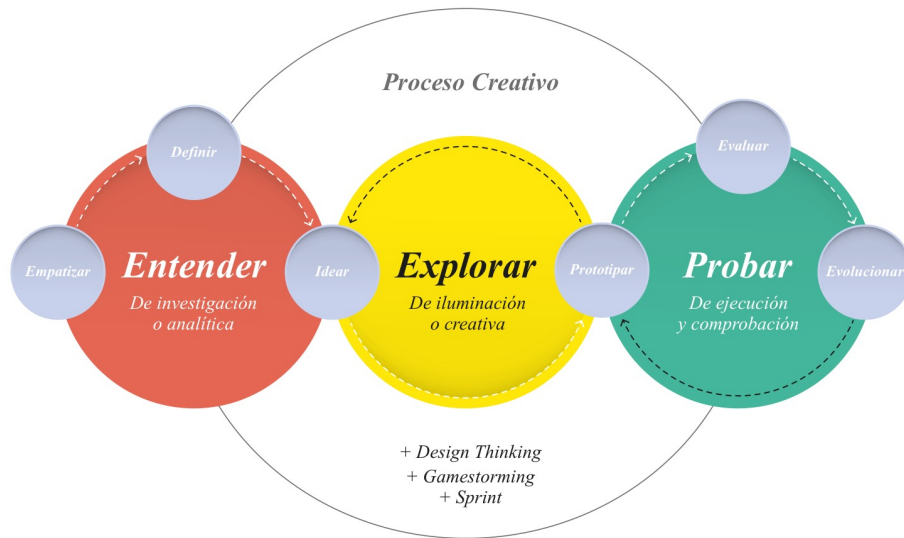 Proceso Creativo
Definir
Evaluar
Empatizar
Entender
De investigación
o analítica
Idear
Explorar
De iluminación
o creativa
Prototipar
Probar
De ejecución
y comprobación
Evolucionar
+ Design Thinking
+ Gamestorming
+ Sprint